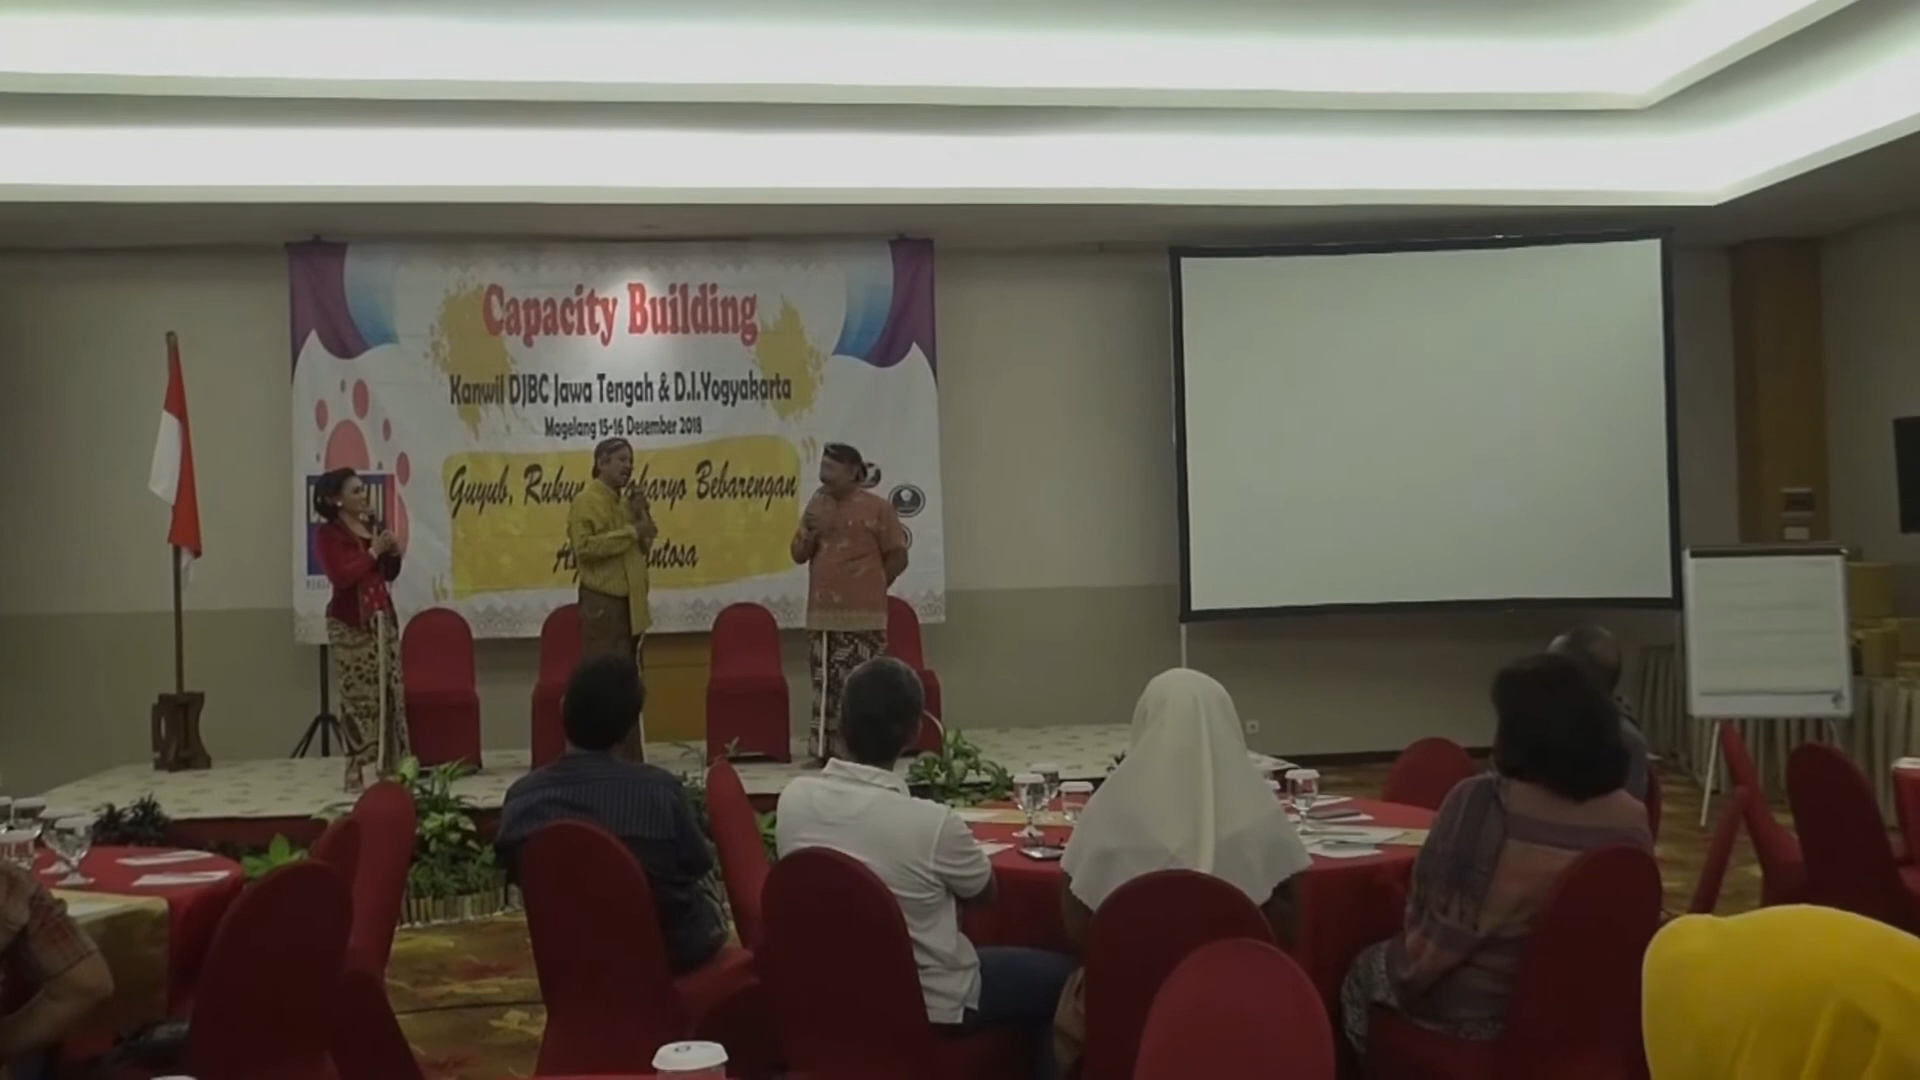 Capacity Building
Kanwil DJBC Jawa Tengah & D.I.Yogyakarta
Magelang 15-16 Desember 2018
"Guyub, Rukun Bebarengan